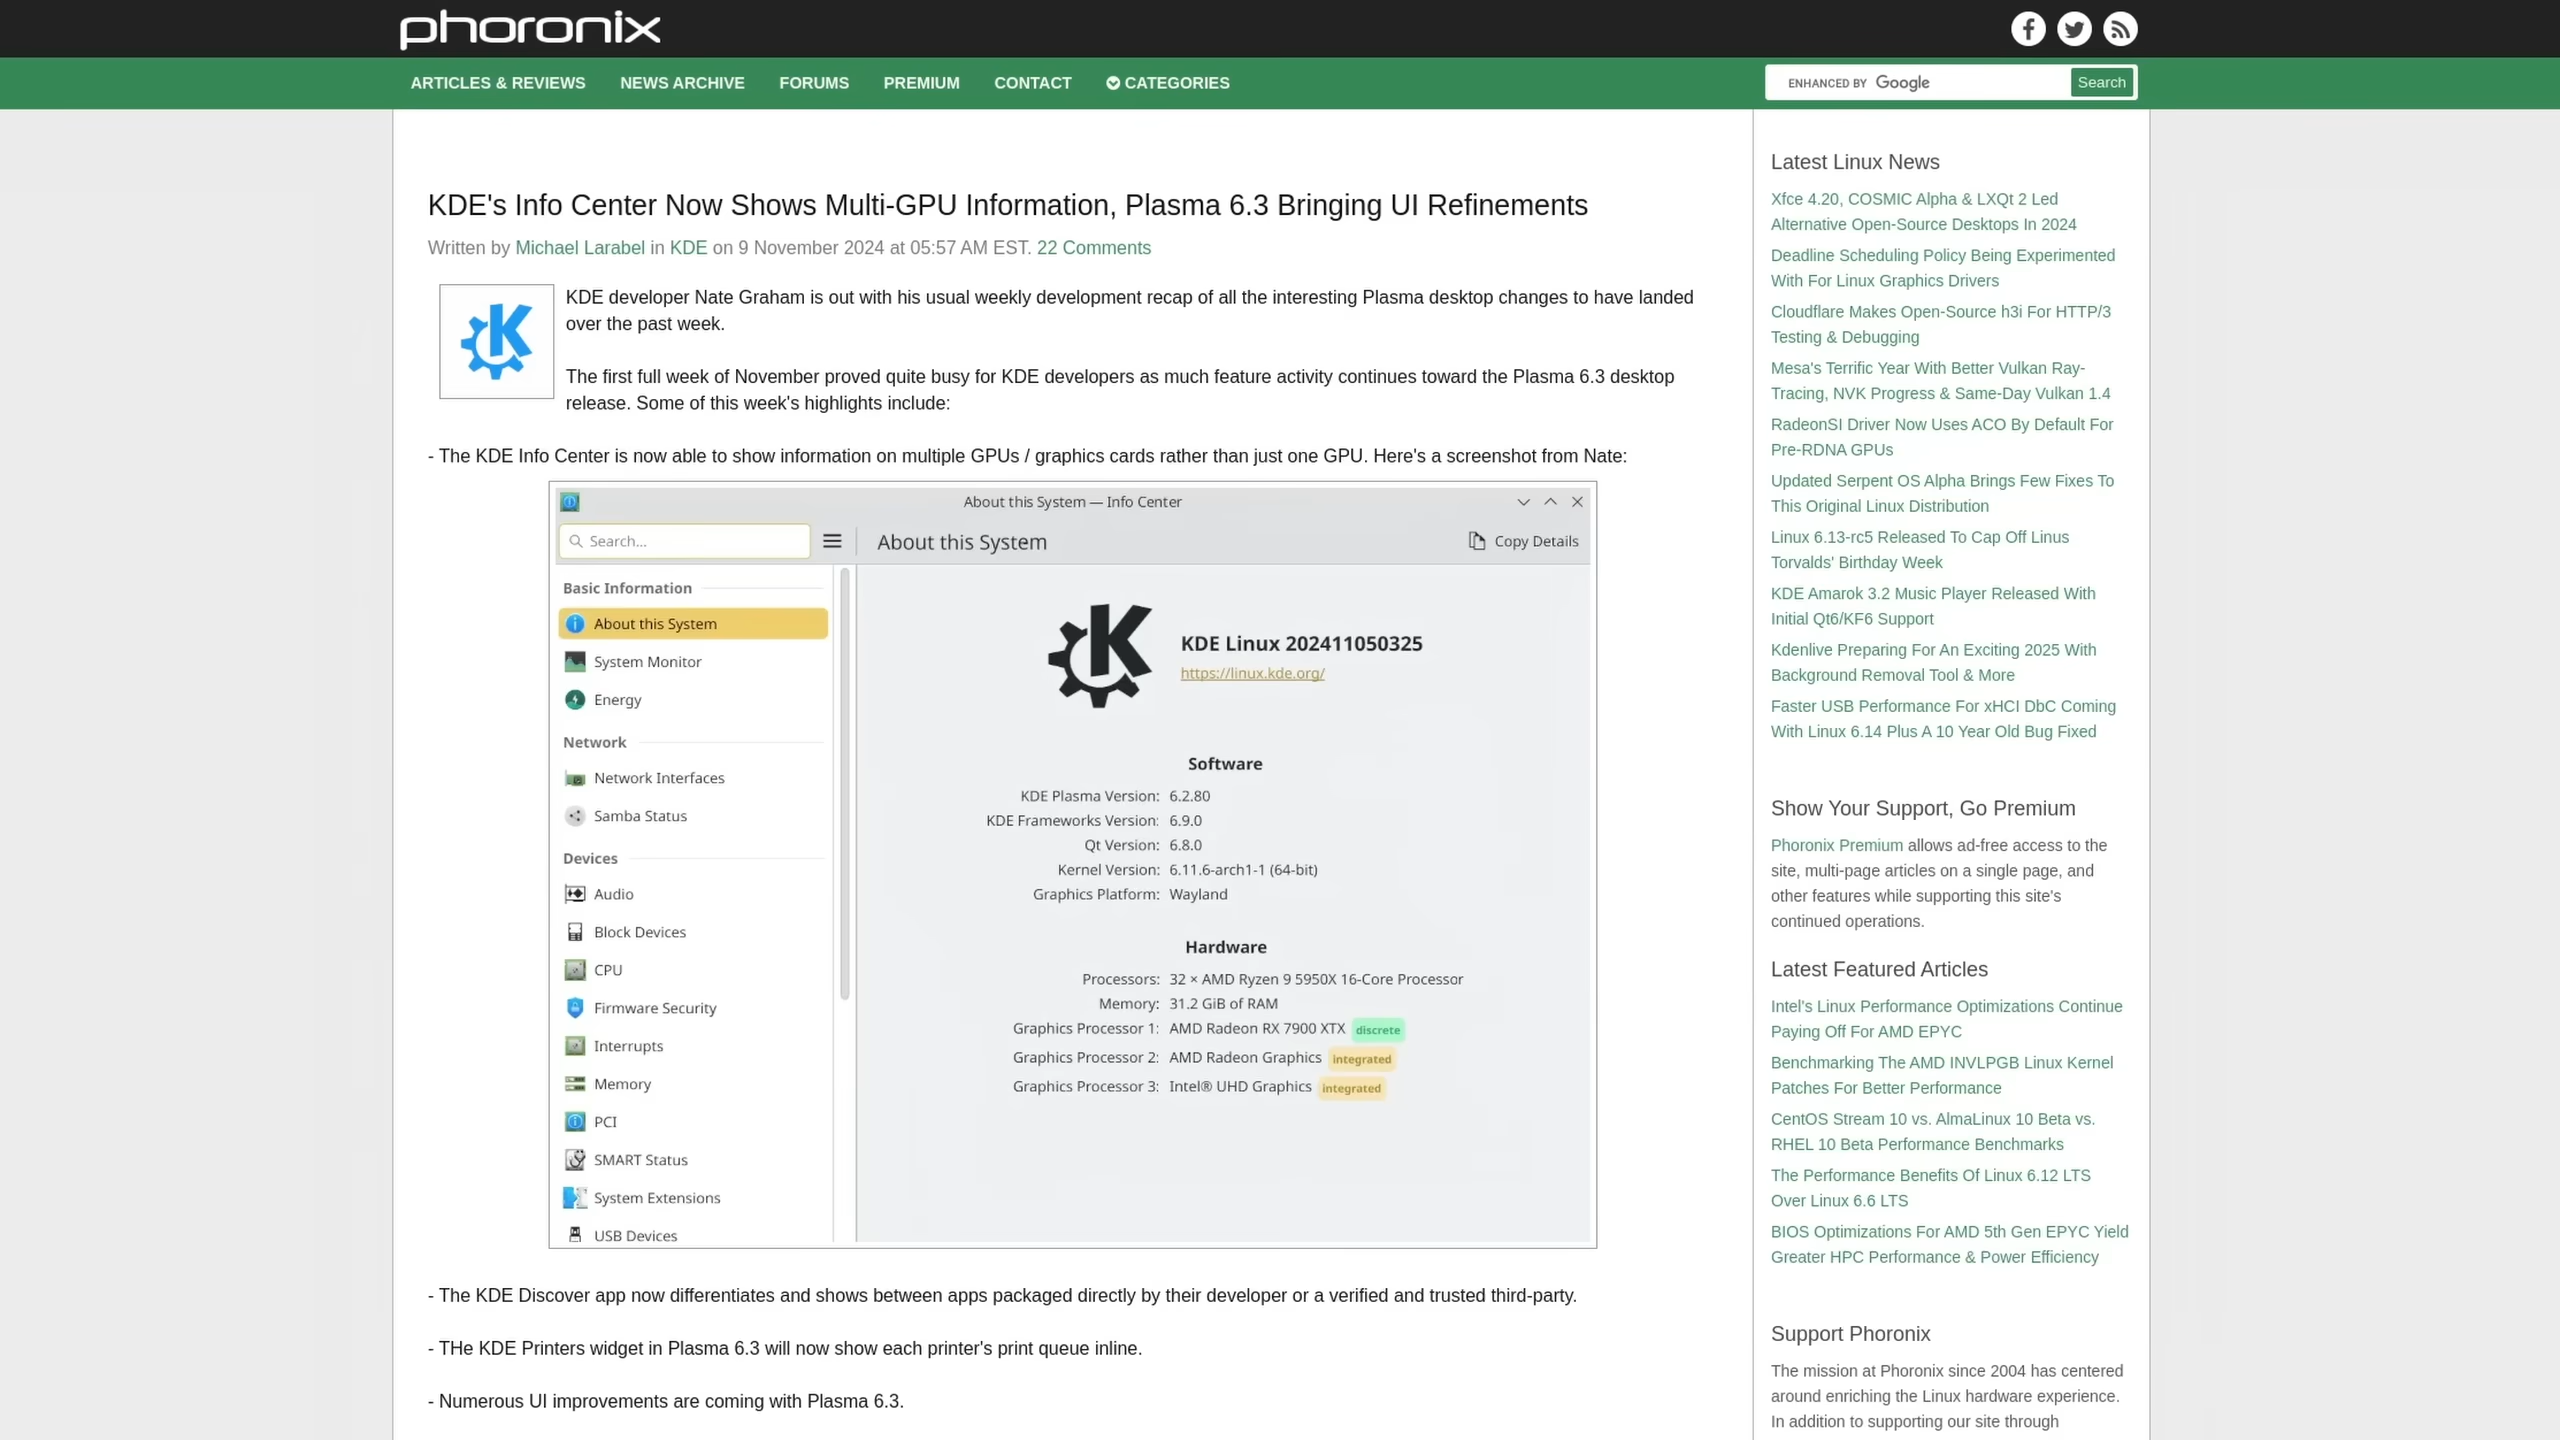 phoronix
ARTICLES & REVIEWS
NEWS ARCHIVE
FORUMS
PREMIUM
CONTACT
CATEGORIES
ENHANCED BY Google
Search
KDE's Info Center Now Shows Multi-GPU Information, Plasma 6.3 Bringing UI Refinements
Written by Michael Larabel in KDE on 9 November 2024 at 05:57 AM EST. 22 Comments
KDE developer Nate Graham is out with his usual weekly development recap of all the interesting Plasma desktop changes to have landed
over the past week.
The first full week of November proved quite busy for KDE developers as much feature activity continues toward the Plasma 6.3 desktop
release. Some of this week's highlights include:
- The KDE Info Center is now able to show information on multiple GPUs / graphics cards rather than just one GPU. Here's a screenshot from Nate:
About this System — Info Center
Search...
About this System
Copy Details
Basic Information
About this System
System Monitor
Energy
Network
Network Interfaces
Samba Status
Devices
Audio
Block Devices
CPU
Firmware Security
Interrupts
Memory
PCI
SMART Status
System Extensions
USB Devices
KDE Linux 202411050325
https://linux.kde.org/
Software
KDE Plasma Version: 6.2.80
KDE Frameworks Version: 6.9.0
Qt Version: 6.8.0
Kernel Version: 6.11.6-arch1-1 (64-bit)
Graphics Platform: Wayland
Hardware
Processors: 32 × AMD Ryzen 9 5950X 16-Core Processor
Memory: 31.2 GiB of RAM
Graphics Processor 1: AMD Radeon RX 7900 XTX discrete
Graphics Processor 2: AMD Radeon Graphics integrated
Graphics Processor 3: Intel® UHD Graphics integrated
- The KDE Discover app now differentiates and shows between apps packaged directly by their developer or a verified and trusted third-party.
- THe KDE Printers widget in Plasma 6.3 will now show each printer's print queue inline.
- Numerous UI improvements are coming with Plasma 6.3.
Latest Linux News
Xfce 4.20, COSMIC Alpha & LXQt 2 Led
Alternative Open-Source Desktops In 2024
Deadline Scheduling Policy Being Experimented
With For Linux Graphics Drivers
Cloudflare Makes Open-Source h3i For HTTP/3
Testing & Debugging
Mesa's Terrific Year With Better Vulkan Ray-
Tracing, NVK Progress & Same-Day Vulkan 1.4
RadeonSI Driver Now Uses ACO By Default For
Pre-RDNA GPUs
Updated Serpent OS Alpha Brings Few Fixes To
This Original Linux Distribution
Linux 6.13-rc5 Released To Cap Off Linus
Torvalds' Birthday Week
KDE Amarok 3.2 Music Player Released With
Initial Qt6/KF6 Support
Kdenlive Preparing For An Exciting 2025 With
Background Removal Tool & More
Faster USB Performance For xHCI DbC Coming
With Linux 6.14 Plus A 10 Year Old Bug Fixed
Show Your Support, Go Premium
Phoronix Premium allows ad-free access to the
site, multi-page articles on a single page, and
other features while supporting this site's
continued operations.
Latest Featured Articles
Intel's Linux Performance Optimizations Continue
Paying Off For AMD EPYC
Benchmarking The AMD INVLPGB Linux Kernel
Patches For Better Performance
CentOS Stream 10 vs. AlmaLinux 10 Beta vs.
RHEL 10 Beta Performance Benchmarks
The Performance Benefits Of Linux 6.12 LTS
Over Linux 6.6 LTS
BIOS Optimizations For AMD 5th Gen EPYC Yield
Greater HPC Performance & Power Efficiency
Support Phoronix
The mission at Phoronix since 2004 has centered
around enriching the Linux hardware experience.
In addition to supporting our site through